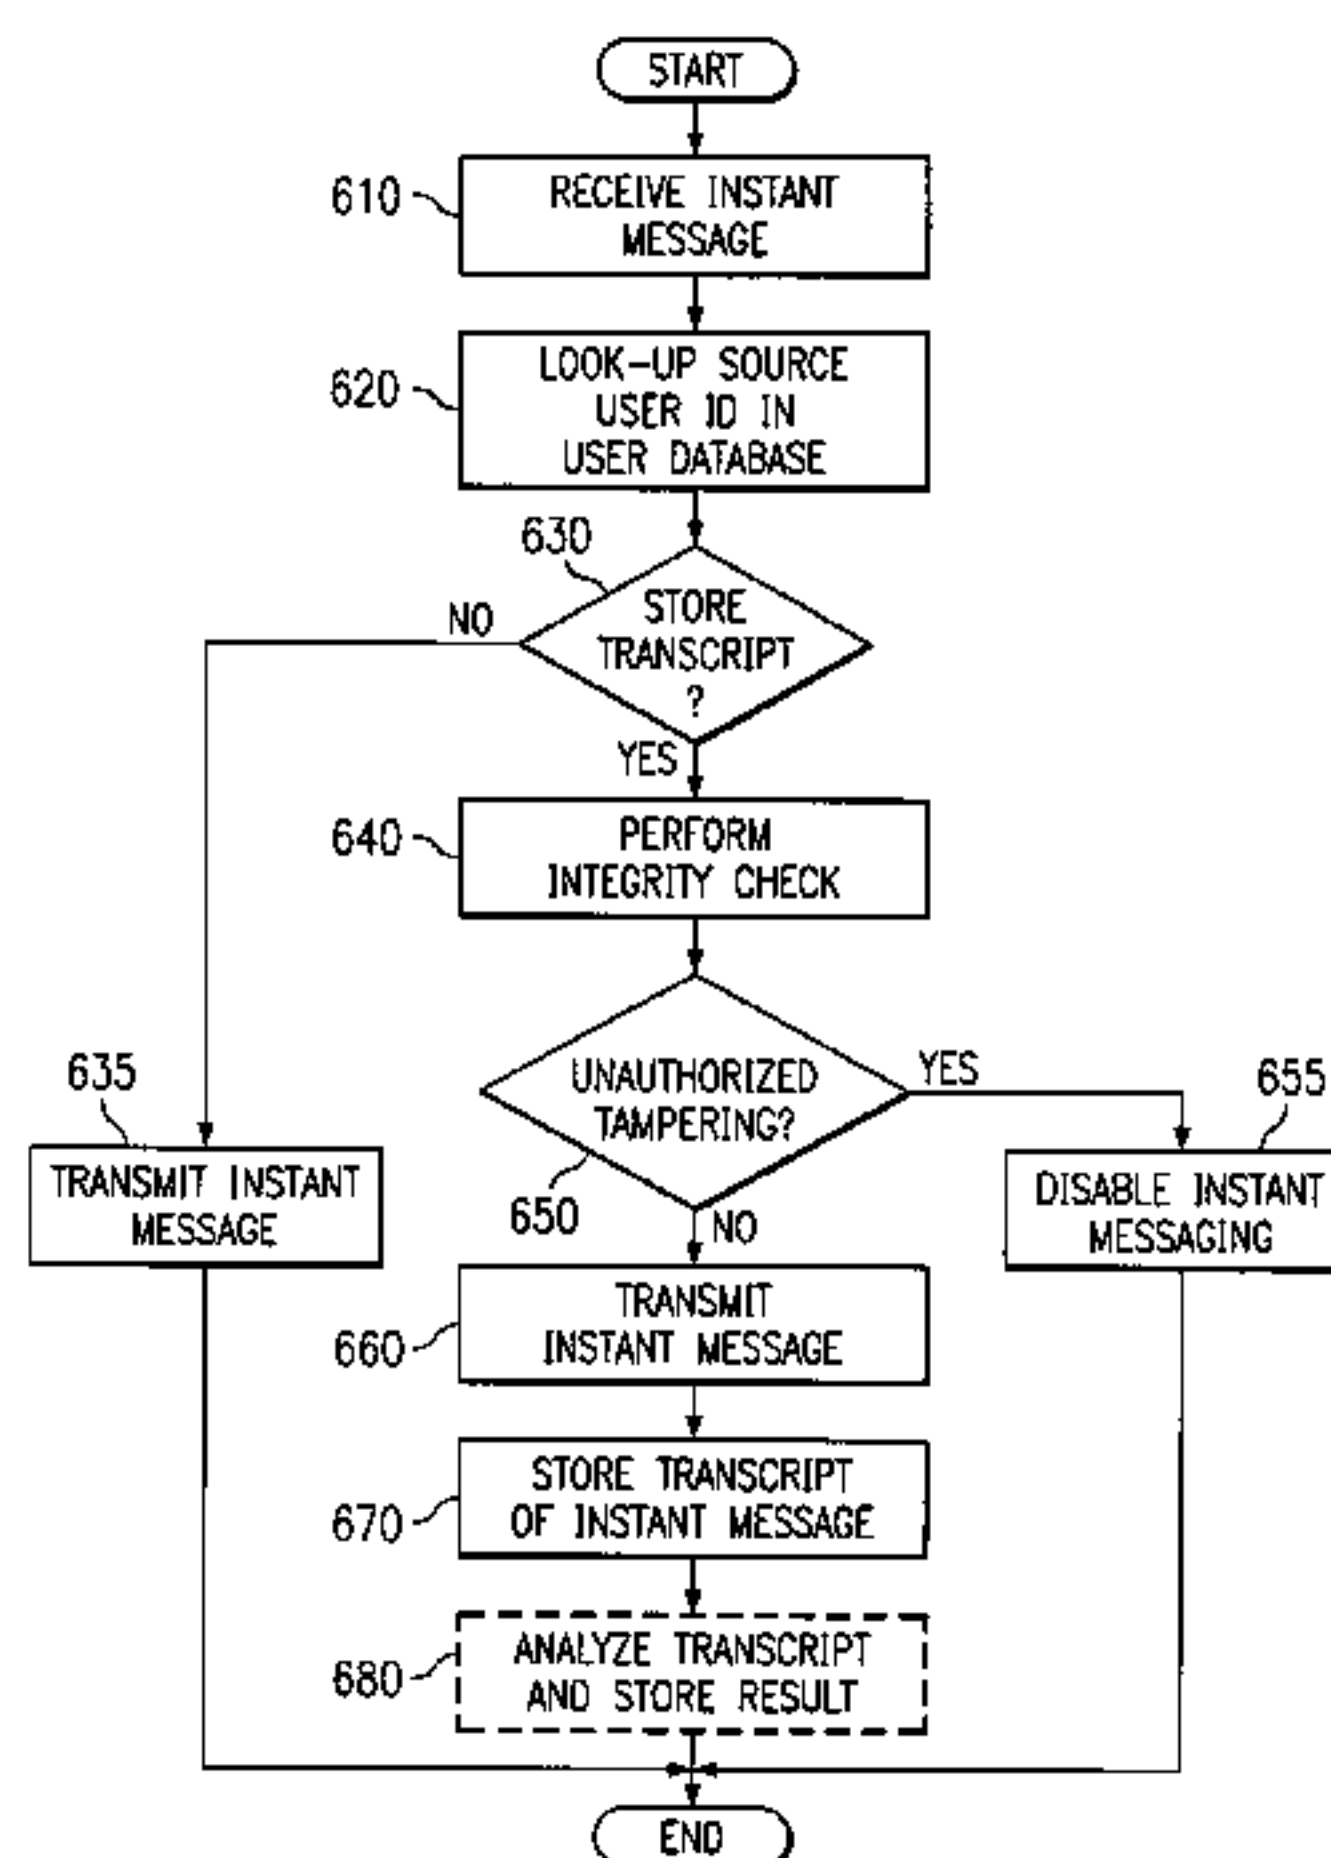 START
610
RECEIVE INSTANT
MESSAGE
620
LOOK-UP SOURCE
USER ID IN
USER DATABASE
630
STORE
TRANSCRIPT
?
NO
YES
640
PERFORM
INTEGRITY CHECK
UNAUTHORIZED
TAMPERING?
650
YES
NO
635
TRANSMIT INSTANT
MESSAGE
655
DISABLE INSTANT
MESSAGING
660
TRANSMIT
INSTANT MESSAGE
670
STORE TRANSCRIPT
OF INSTANT MESSAGE
680
ANALYZE TRANSCRIPT
AND STORE RESULT
END